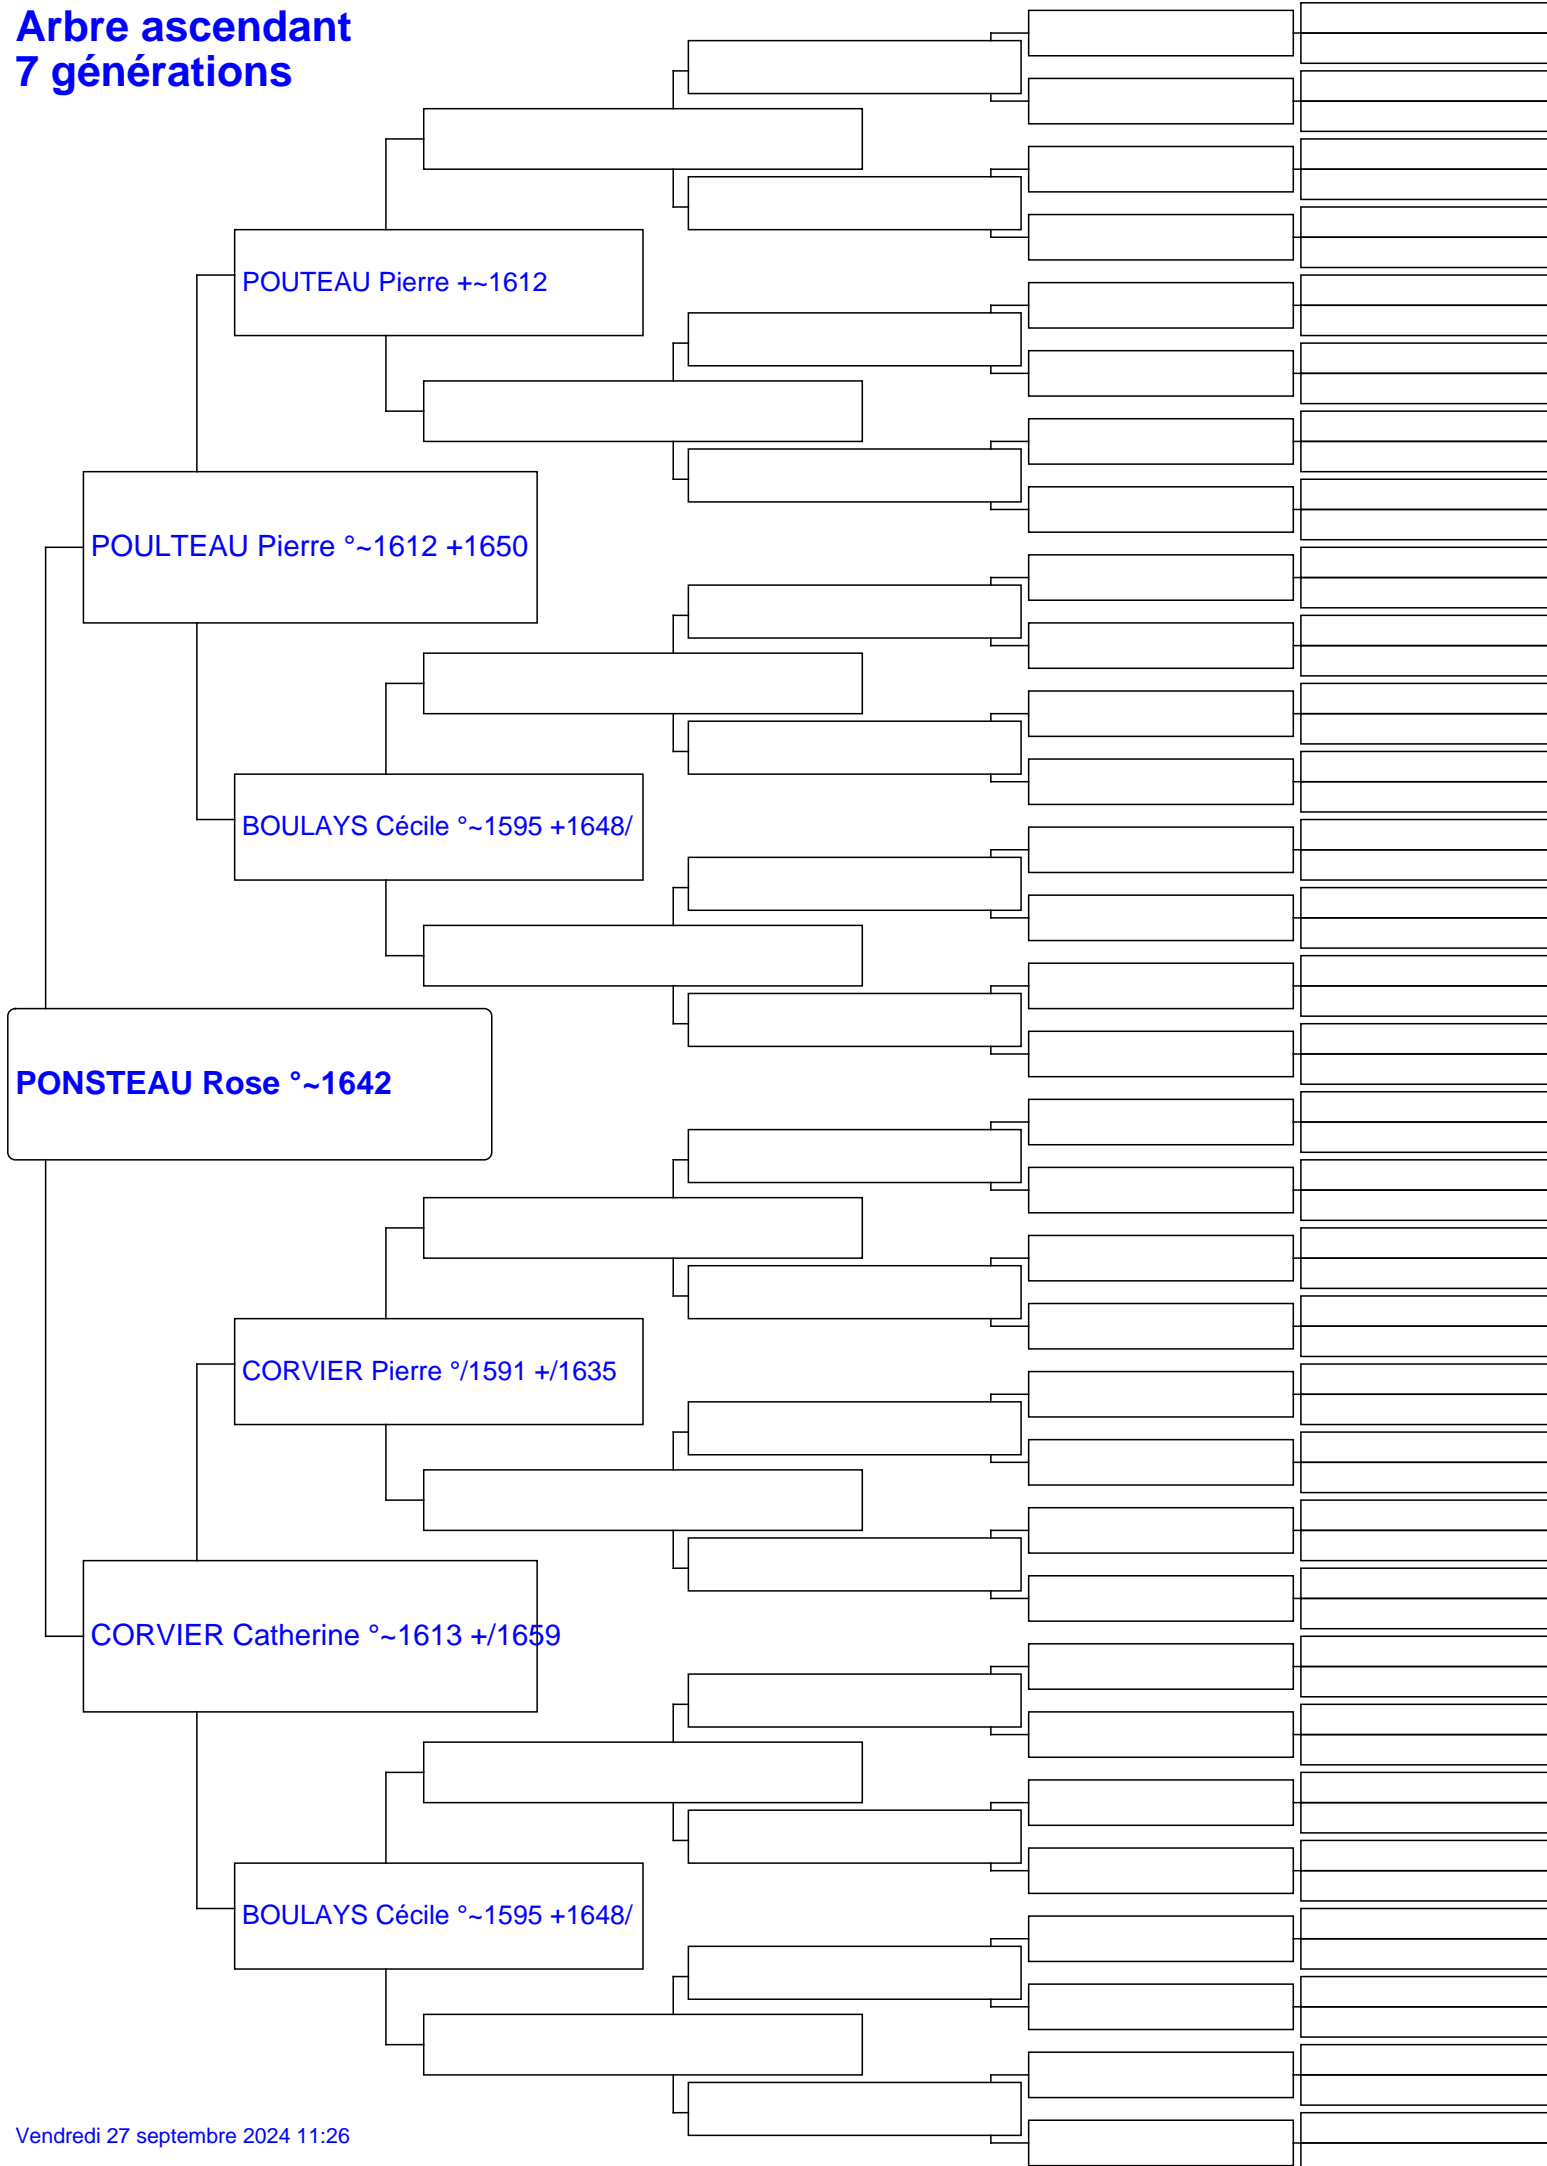 Arbre ascendant
7 générations
POUTEAU Pierre +~1612
POULTEAU Pierre °~1612 +1650
BOULAYS Cécile °~1595 +1648/
PONSTEAU Rose °~1642
CORVIER Pierre °/1591 +/1635
CORVIER Catherine °~1613 +/1659
BOULAYS Cécile °~1595 +1648/
Vendredi 27 septembre 2024 11:26